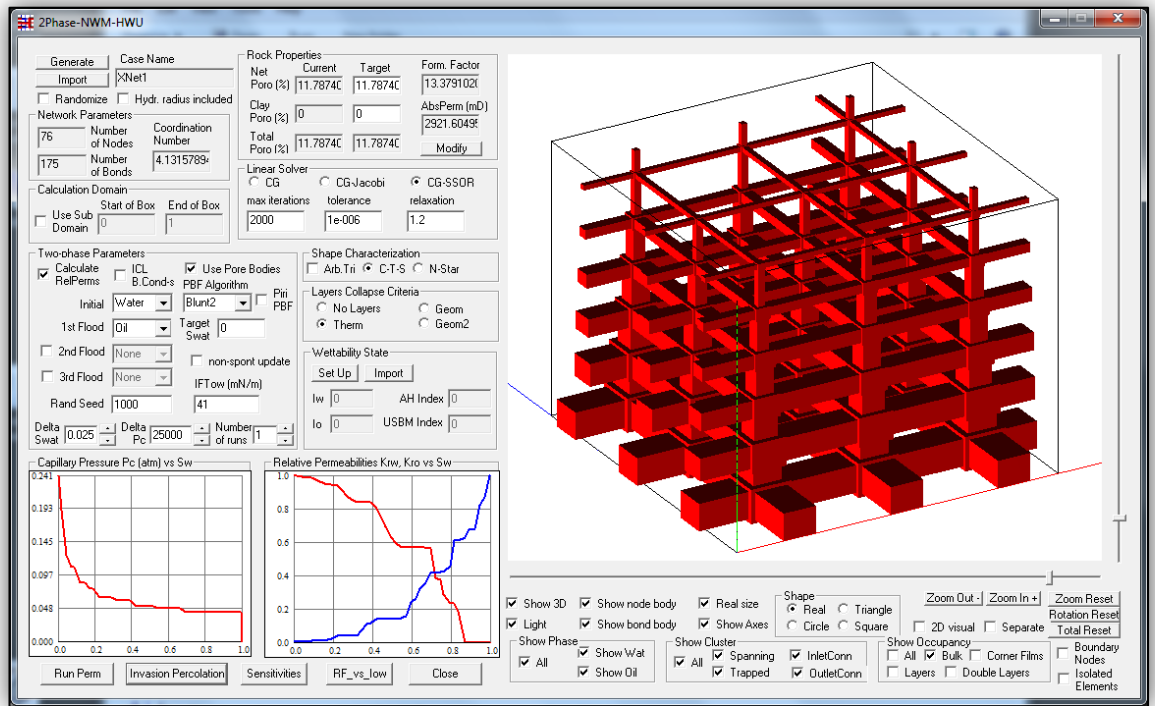 2Phase-NWM-HWU
Generate
Case Name
Import
XNet1
Randomize
Hydr. radius included
Network Parameters
76
Number
of Nodes
Coordination
Number
175
Number
of Bonds
4.1315789
Calculation Domain
Start of Box
End of Box
Use Sub
Domain
0
1
Rock Properties
Current
Target
Form. Factor
Net
Poro (%)
11.7874(
11.7874(
13.379102(
Clay
Poro (%)
0
0
AbsPerm (mD)
2921.6049
Total
Poro (%)
11.7874(
11.7874(
Modify
Linear Solver
CG
CG-Jacobi
CG-SSOR
max iterations
tolerance
relaxation
2000
1e-006
1.2
Two-phase Parameters
Calculate
RelPerms
ICL
B.Cond-s
Use Pore Bodies
PBF Algorithm
Initial
Water
Blunt2
Piri
PBF
1st Flood
Oil
Target
Swat
0
2nd Flood
None
non-spont update
3rd Flood
None
IFTow (mN/m)
Rand Seed
1000
41
Delta
Swat
0.025
Delta
Pc
25000
Number
of runs
1
Shape Characterization
Arb.Tri
C-T-S
N-Star
Layers Collapse Criteria
No Layers
Geom
Therm
Geom2
Wettability State
Set Up
Import
Iw
0
AH Index
0
Io
0
USBM Index
0
Capillary Pressure Pc (atm) vs Sw
0.241
0.193
0.145
0.097
0.048
0.000
0.0 0.2 0.4 0.6 0.8 1.0
Relative Permeabilities Krw, Kro vs Sw
1.0
0.8
0.6
0.4
0.2
0.0
0.0 0.2 0.4 0.6 0.8 1.0
Run Perm
Invasion Percolation
Sensitivities
RF_vs_Iow
Close
Show 3D
Show node body
Real size
Light
Show bond body
Show Axes
Shape
Real
Triangle
Circle
Square
Zoom Out -
Zoom In +
Zoom Reset
Rotation Reset
2D visual
Separate
Total Reset
Show Phase
All
Show Wat
Show Oil
Show Cluster
All
Spanning
InletConn
Trapped
OutletConn
Show Occupancy
All
Bulk
Corner Films
Layers
Double Layers
Boundary
Nodes
Isolated
Elements